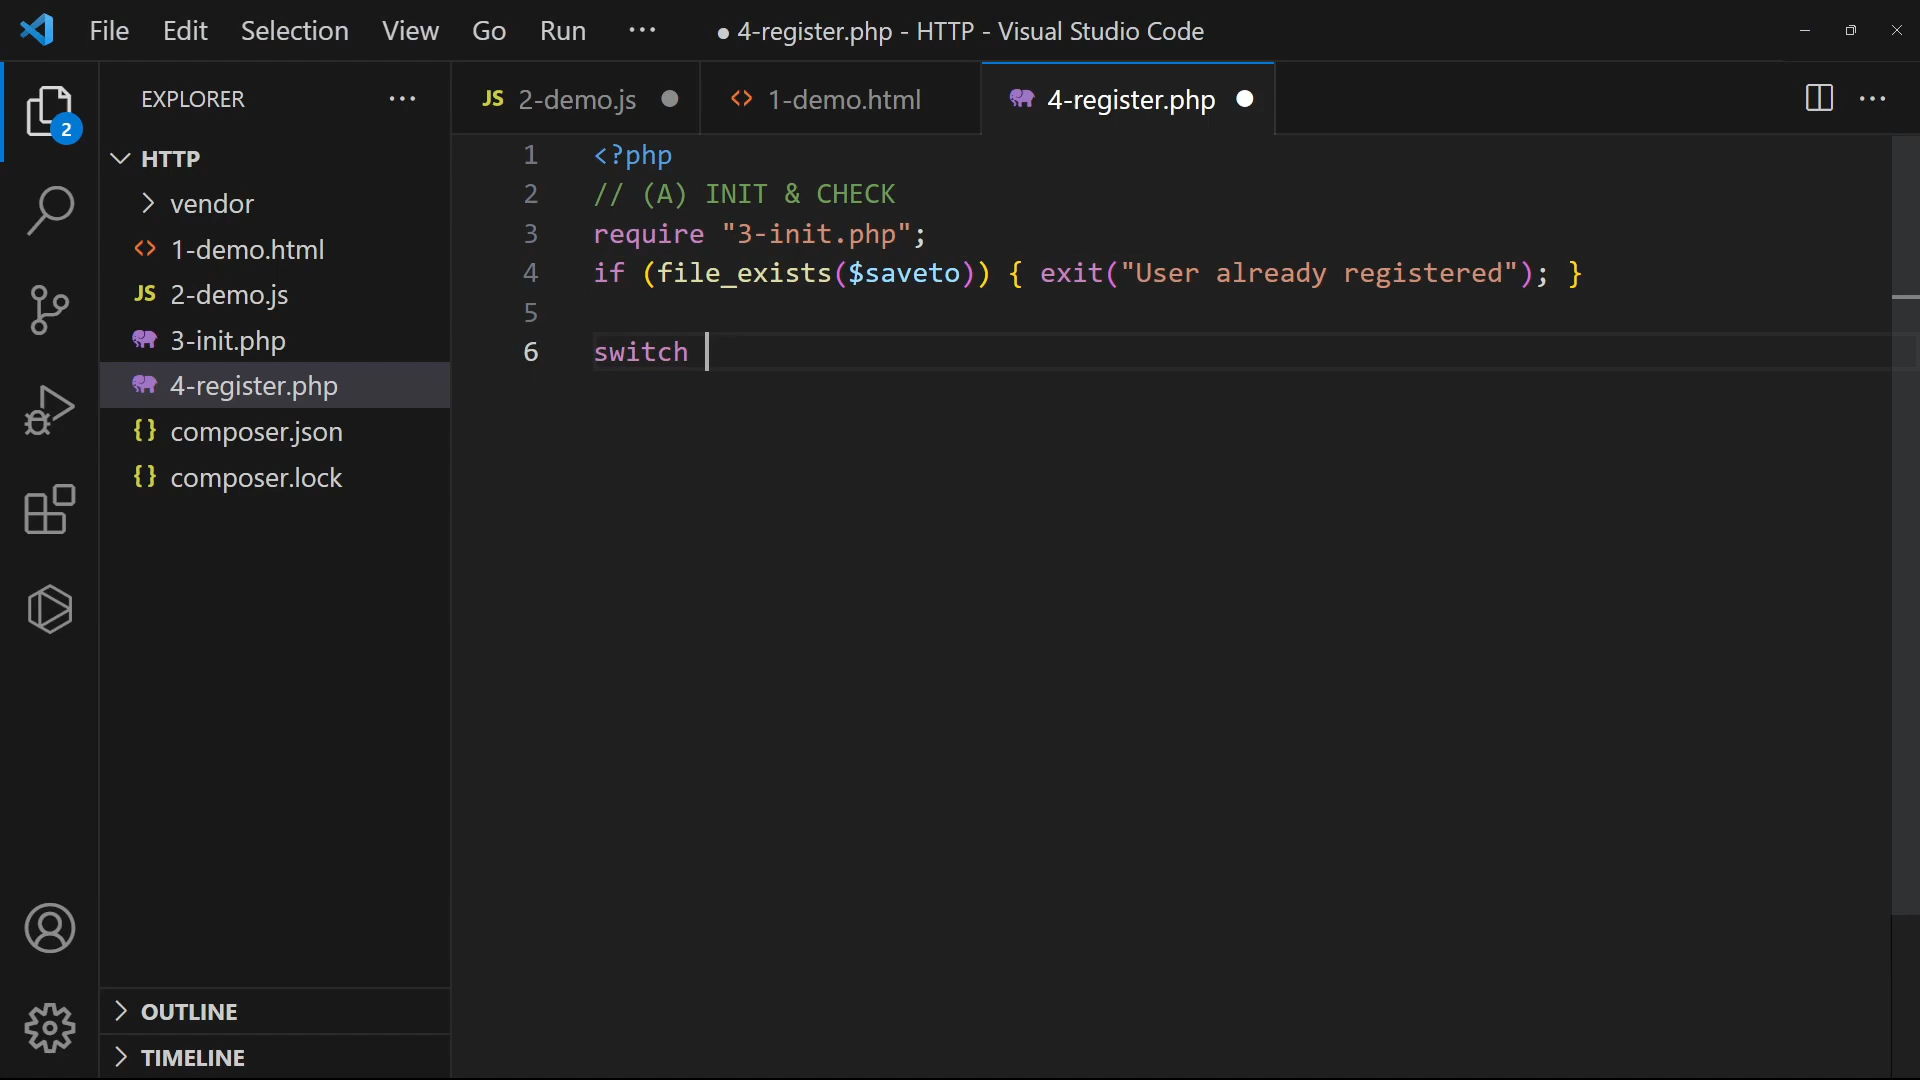 File Edit Selection View Go Run ··· ● 4-register.php - HTTP - Visual Studio Code
EXPLORER ···
JS 2-demo.js ●
<> 1-demo.html
4-register.php ●
2
HTTP
vendor
<> 1-demo.html
JS 2-demo.js
3-init.php
4-register.php
{} composer.json
{} composer.lock
OUTLINE
TIMELINE
1 <?php
2 // (A) INIT & CHECK
3 require "3-init.php";
4 if (file_exists($saveto)) { exit("User already registered"); }
5
6 switch